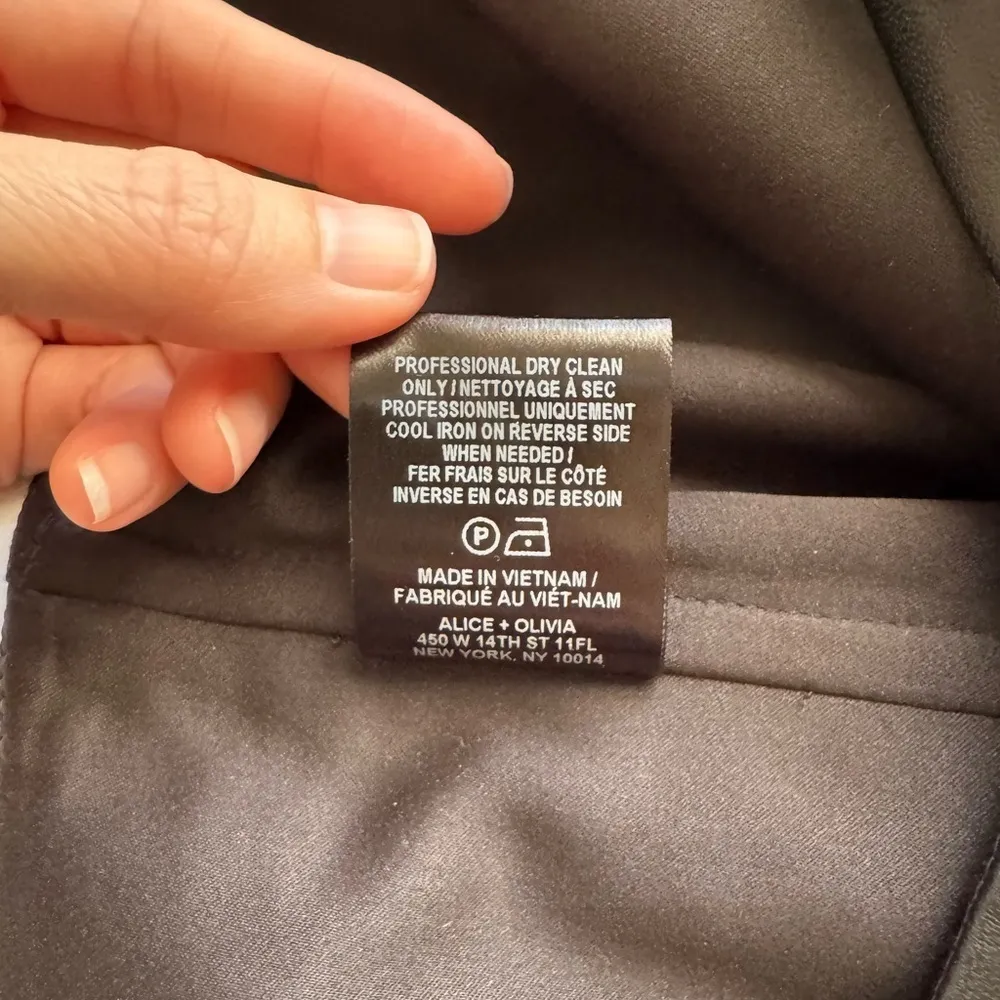 PROFESSIONAL DRY CLEAN
ONLY / NETTOYAGE À SEC
PROFESSIONNEL UNIQUEMENT
COOL IRON ON REVERSE SIDE
WHEN NEEDED /
FER FRAIS SUR LE CÔTÉ
INVERSE EN CAS DE BESOIN
P
MADE IN VIETNAM /
FABRIQUÉ AU VIÉT-NAM
ALICE + OLIVIA
450 W 14TH ST 11FL
NEW YORK, NY 10014